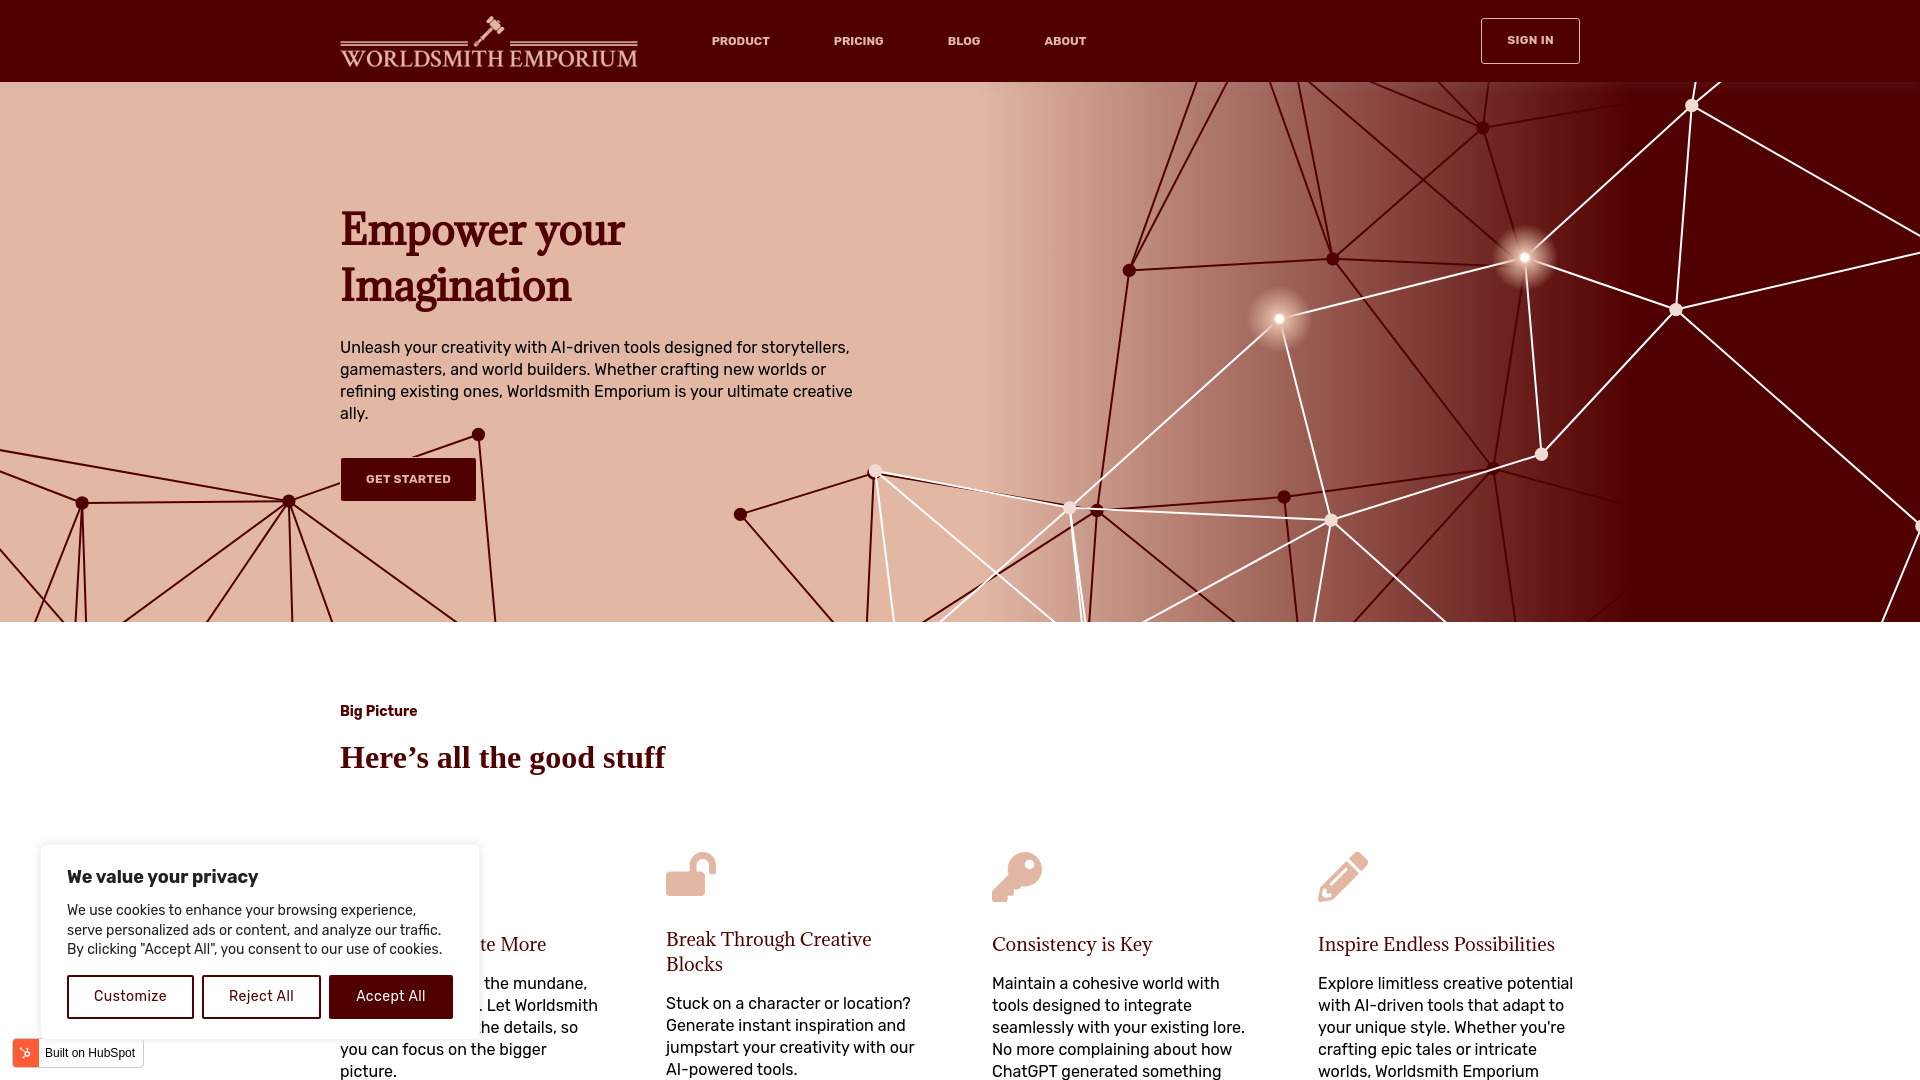 WORLDSMITH EMPORIUM
PRODUCT
PRICING
BLOG
ABOUT
SIGN IN
Empower your
Imagination
Unleash your creativity with AI-driven tools designed for storytellers,
gamemasters, and world builders. Whether crafting new worlds or
refining existing ones, Worldsmith Emporium is your ultimate creative
ally.
GET STARTED
Big Picture
Here’s all the good stuff
te More
the mundane,
. Let Worldsmith
he details, so
you can focus on the bigger
picture.
Break Through Creative
Blocks
Stuck on a character or location?
Generate instant inspiration and
jumpstart your creativity with our
AI-powered tools.
Consistency is Key
Maintain a cohesive world with
tools designed to integrate
seamlessly with your existing lore.
No more complaining about how
ChatGPT generated something
Inspire Endless Possibilities
Explore limitless creative potential
with AI-driven tools that adapt to
your unique style. Whether you're
crafting epic tales or intricate
worlds, Worldsmith Emporium
We value your privacy
We use cookies to enhance your browsing experience,
serve personalized ads or content, and analyze our traffic.
By clicking "Accept All", you consent to our use of cookies.
Customize
Reject All
Accept All
Built on HubSpot